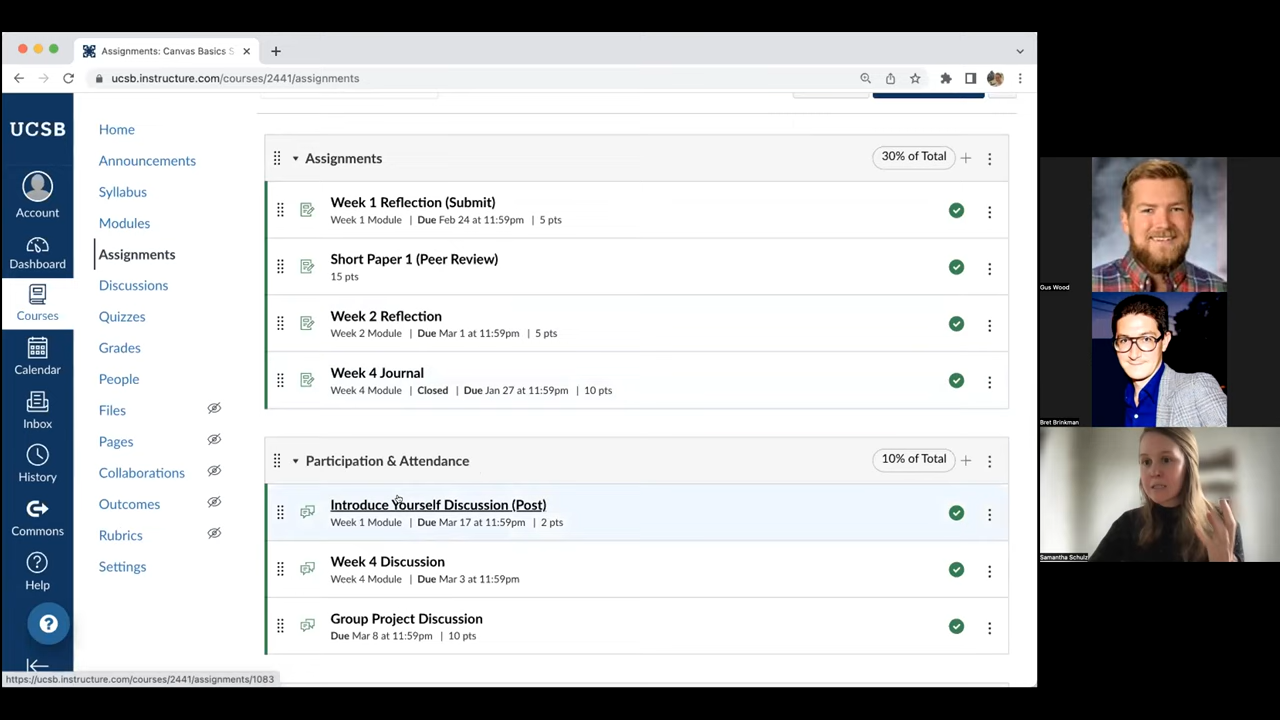 Assignments: Canvas Basics S
ucsb.instructure.com/courses/2441/assignments
UCSB
Account
Dashboard
Courses
Calendar
Inbox
History
Commons
Help
?
Home
Announcements
Syllabus
Modules
Assignments
Discussions
Quizzes
Grades
People
Files
Pages
Collaborations
Outcomes
Rubrics
Settings
Assignments
30% of Total
Week 1 Reflection (Submit)
Week 1 Module | Due Feb 24 at 11:59pm | 5 pts
Short Paper 1 (Peer Review)
15 pts
Week 2 Reflection
Week 2 Module | Due Mar 1 at 11:59pm | 5 pts
Week 4 Journal
Week 4 Module | Closed | Due Jan 27 at 11:59pm | 10 pts
Participation & Attendance
10% of Total
Introduce Yourself Discussion (Post)
Week 1 Module | Due Mar 17 at 11:59pm | 2 pts
Week 4 Discussion
Week 4 Module | Due Mar 3 at 11:59pm
Group Project Discussion
Due Mar 8 at 11:59pm | 10 pts
https://ucsb.instructure.com/courses/2441/assignments/1083
Gus Wood
Bret Brinkman
Samantha Schulz